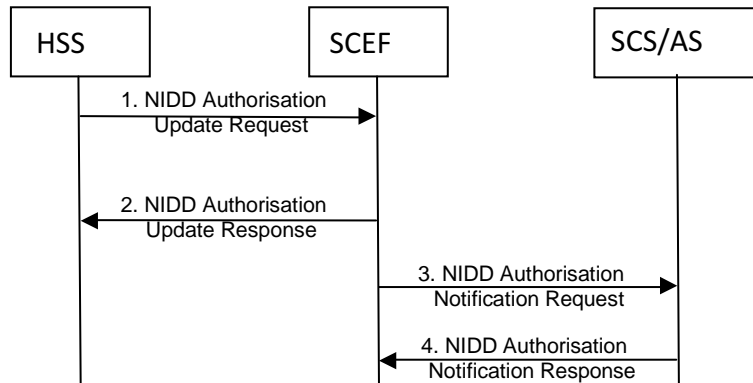 HSS
SCEF
SCS/AS
1. NIDD Authorisation
Update Request
2. NIDD Authorisation
Update Response
3. NIDD Authorisation
Notification Request
4. NIDD Authorisation
Notification Response